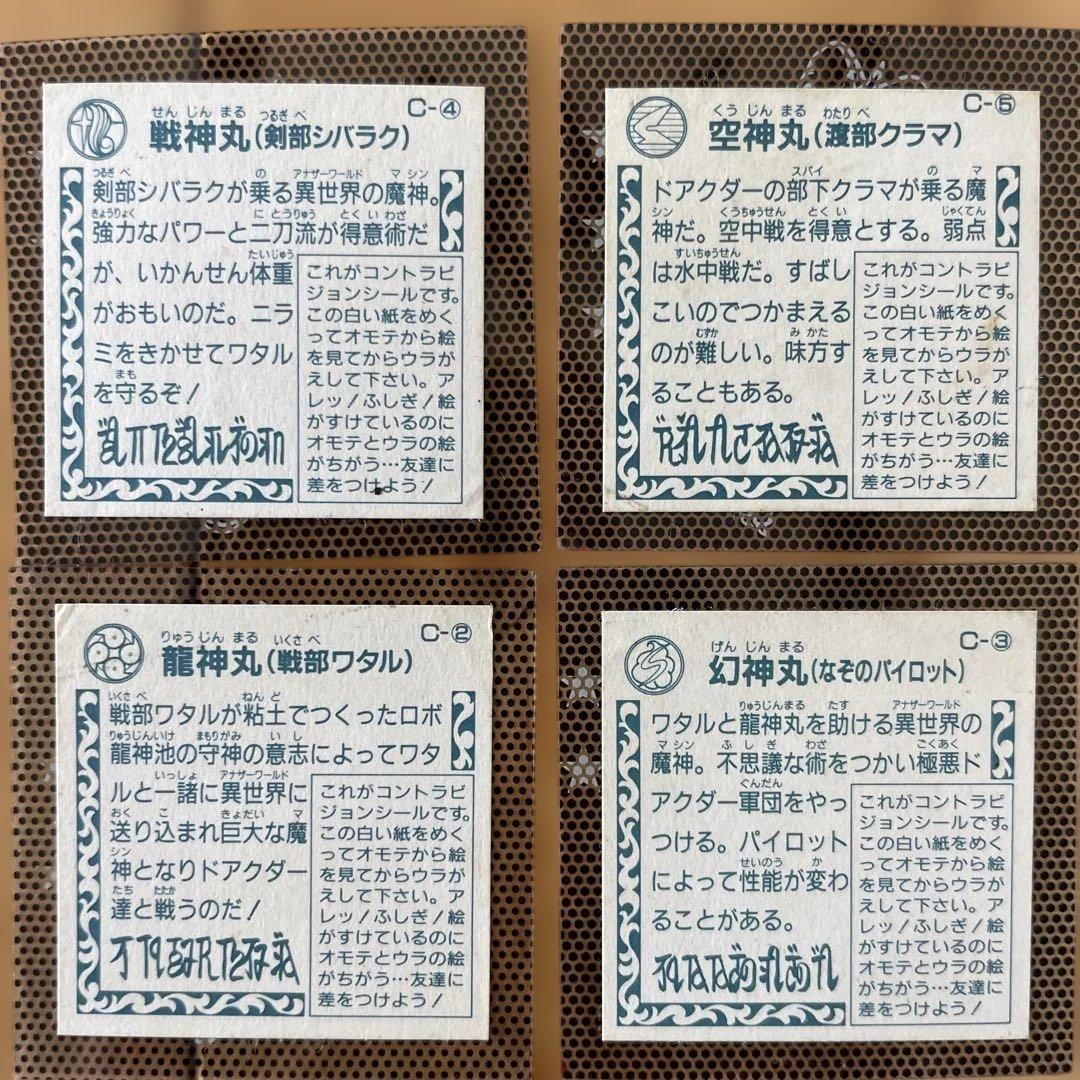 C-④
戦神丸(剣部シバラク)
剣部シバラクが乗る異世界の魔神。
強力なパワーと二刀流が得意術だ
が、いかんせん体重
がおもいのだ。ニラ
ミをきかせてワタル
を守るぞ！
これがコントラビ
ジョンシールです。
この白い紙をめく
ってオモテから絵
を見てからウラが
えして下さい。ア
レッ！ふしぎ！絵
がすけているのに
オモテとウラの絵
がちがう…友達に
差をつけよう！
C-⑤
空神丸(渡部クラマ)
ドアクダーの部下クラマが乗る魔
神だ。空中戦を得意とする。弱点
は水中戦だ。すばし
こいのでつかまえる
のが難しい。味方す
ることもある。
これがコントラビ
ジョンシールです。
この白い紙をめく
ってオモテから絵
を見てからウラが
えして下さい。ア
レッ！ふしぎ！絵
がすけているのに
オモテとウラの絵
がちがう…友達に
差をつけよう！
C-②
龍神丸(戦部ワタル)
戦部ワタルが粘土でつくったロボ
龍神池の守神の意志によってワタ
ルと一諸に異世界に
送り込まれ巨大な魔
神となりドアクダー
達と戦うのだ！
これがコントラビ
ジョンシールです。
この白い紙をめく
ってオモテから絵
を見てからウラが
えして下さい。ア
レッ！ふしぎ！絵
がすけているのに
オモテとウラの絵
がちがう…友達に
差をつけよう！
C-③
幻神丸(なぞのパイロット)
ワタルと龍神丸を助ける異世界の
魔神。不思議な術をつかい極悪ド
アクダー軍団をやっ
つける。パイロット
によって性能が変わ
ることがある。
これがコントラビ
ジョンシールです。
この白い紙をめく
ってオモテから絵
を見てからウラが
えして下さい。ア
レッ！ふしぎ！絵
がすけているのに
オモテとウラの絵
がちがう…友達に
差をつけよう！